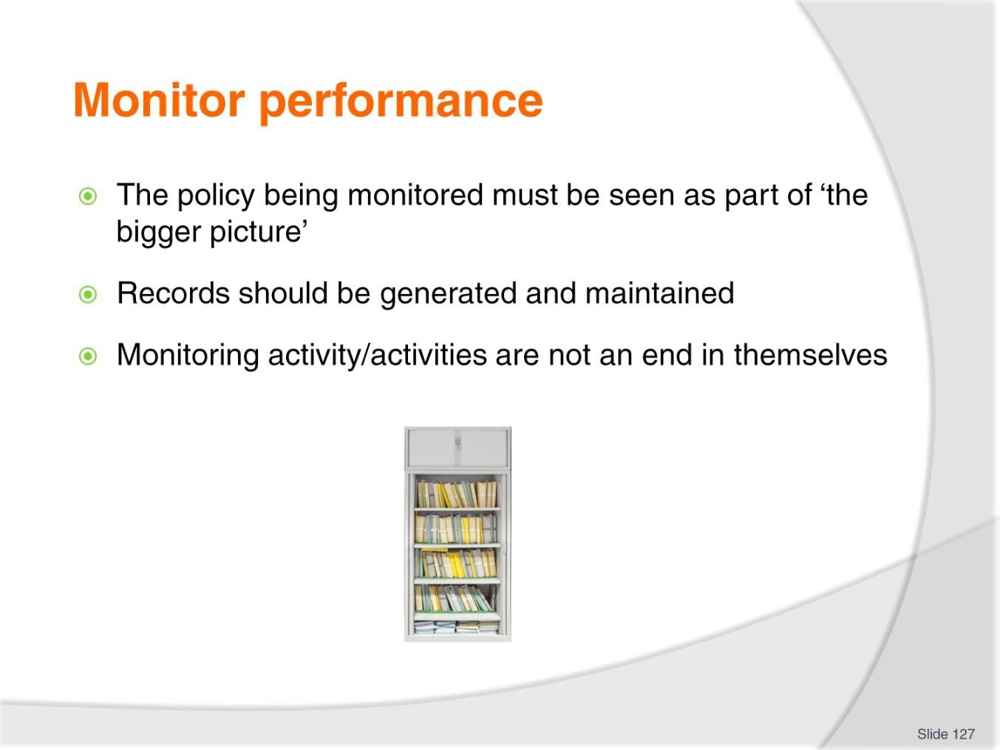 Monitor performance
The policy being monitored must be seen as part of ‘the
bigger picture’
Records should be generated and maintained
Monitoring activity/activities are not an end in themselves
Slide 127